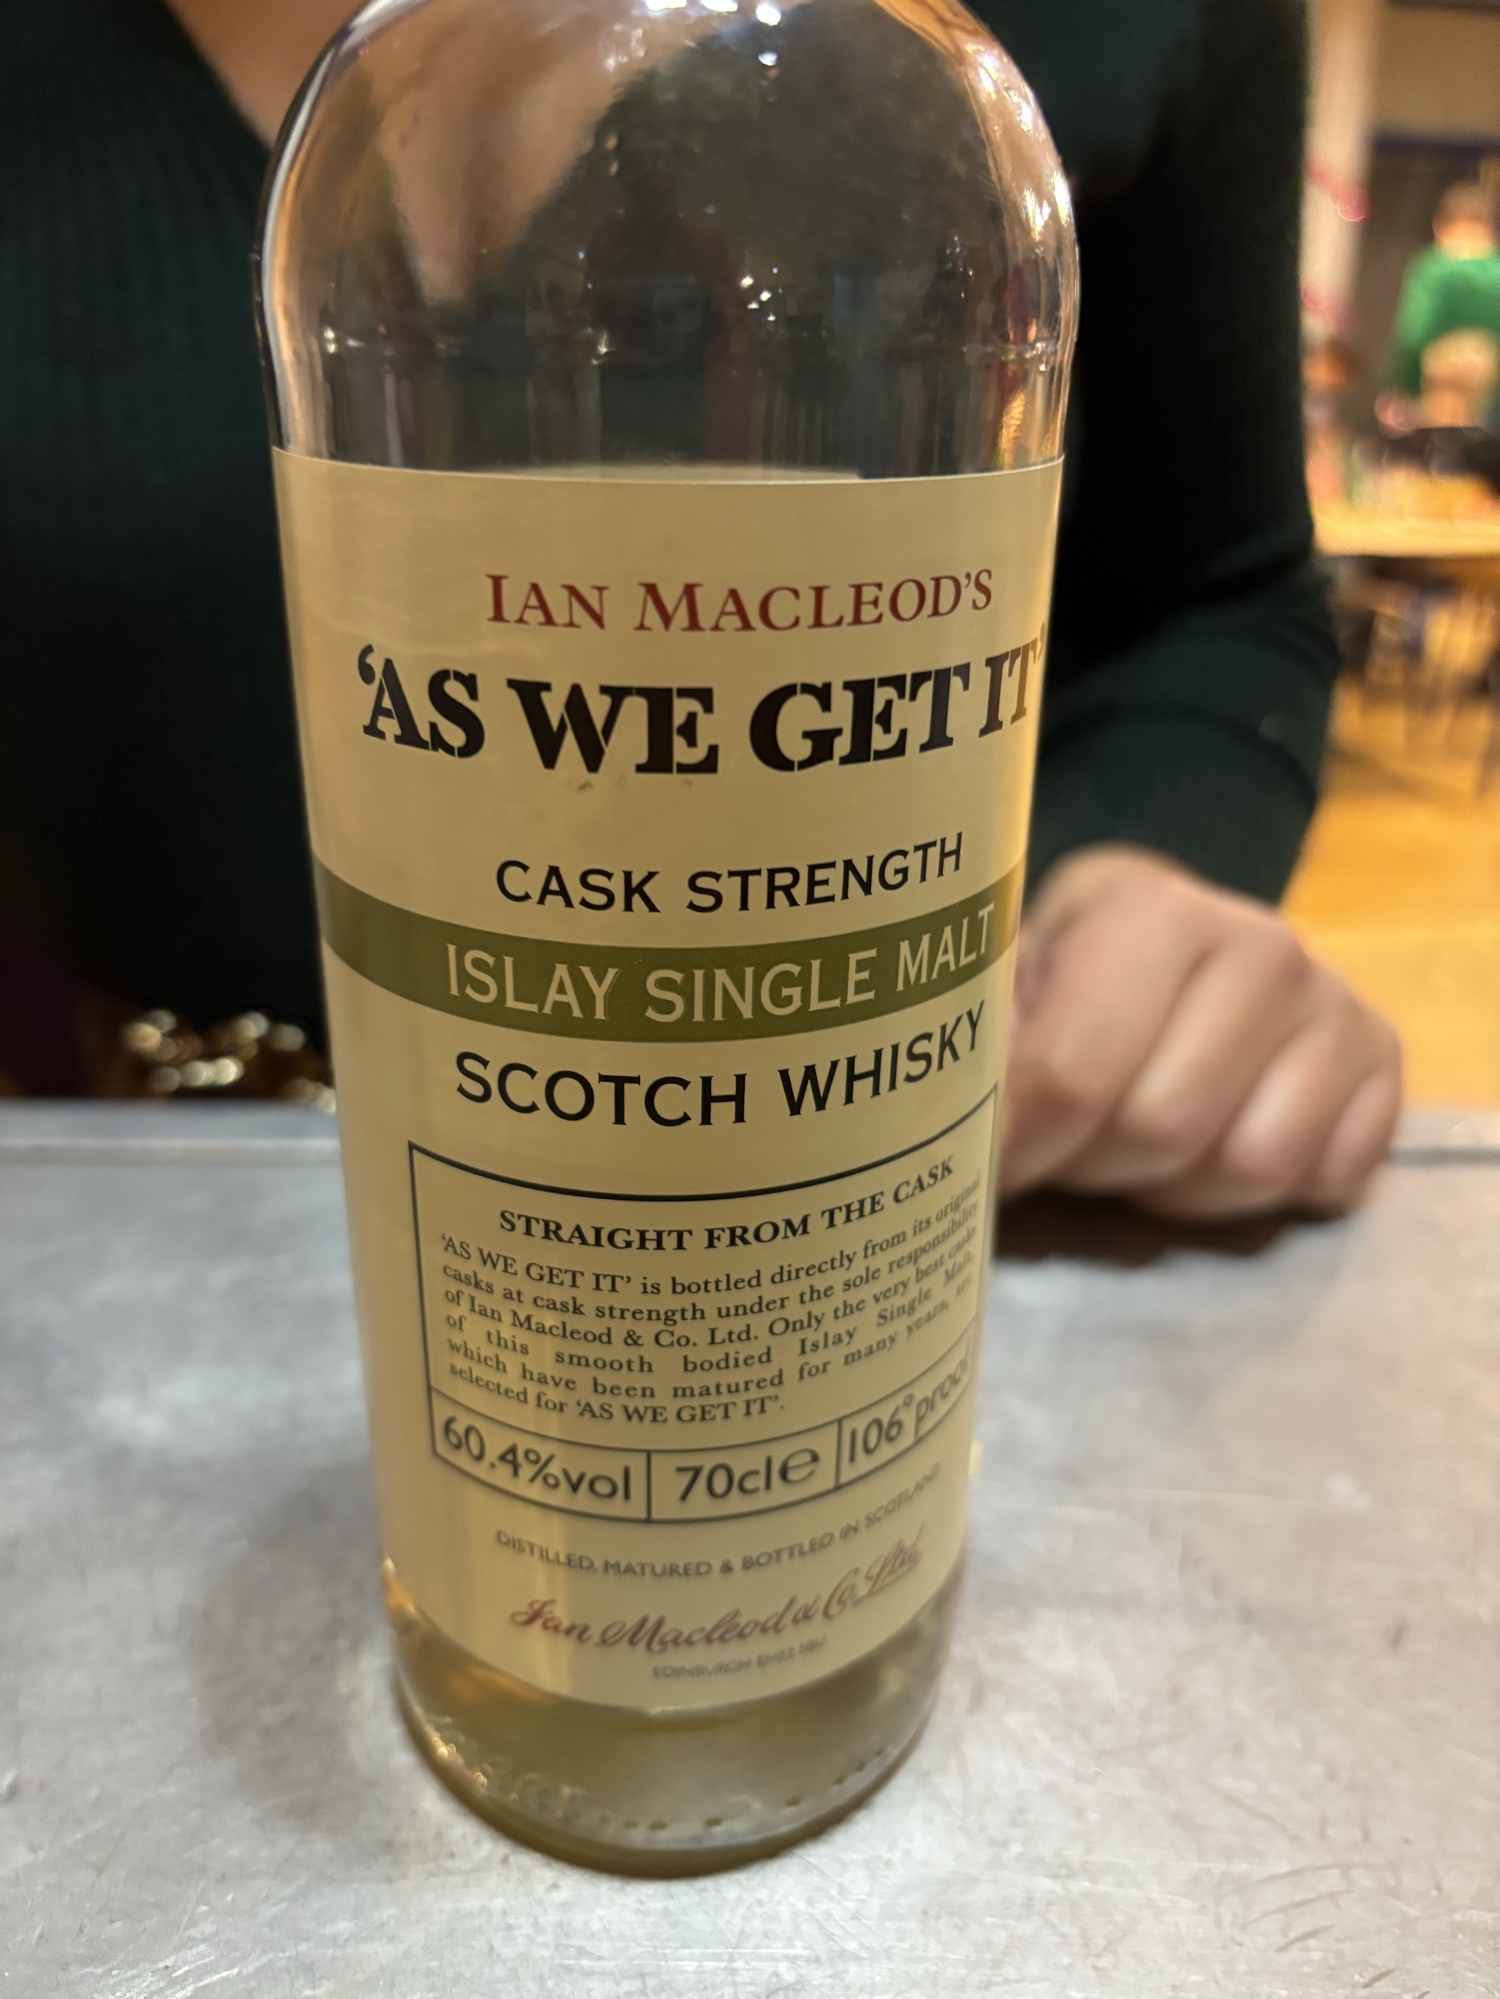 IAN MACLEOD'S
'AS WE GET IT'
CASK STRENGTH
ISLAY SINGLE MALT
SCOTCH WHISKY
STRAIGHT FROM THE CASK
'AS WE GET IT' is bottled directly from its original
casks at cask strength under the sole responsibility
of Ian Macleod & Co. Ltd. Only the very best casks
of this smooth bodied Islay Single Malt,
which have been matured for many years, are
selected for 'AS WE GET IT'.
60.4%vol 70cle 106°proof
DISTILLED, MATURED & BOTTLED IN SCOTLAND
Ian Macleod & Co. Ltd.
EDINBURGH